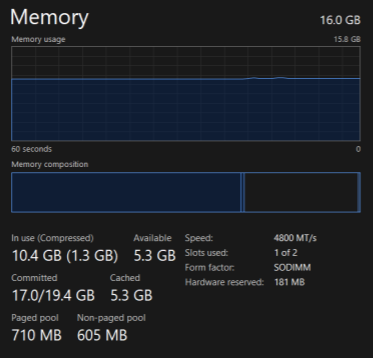 Memory 16.0 GB
Memory usage 15.8 GB
60 seconds 0
Memory composition
In use (Compressed) Available Speed: 4800 MT/s
10.4 GB (1.3 GB) 5.3 GB Slots used: 1 of 2
Form factor: SODIMM
Committed Cached Hardware reserved: 181 MB
17.0/19.4 GB 5.3 GB
Paged pool Non-paged pool
710 MB 605 MB